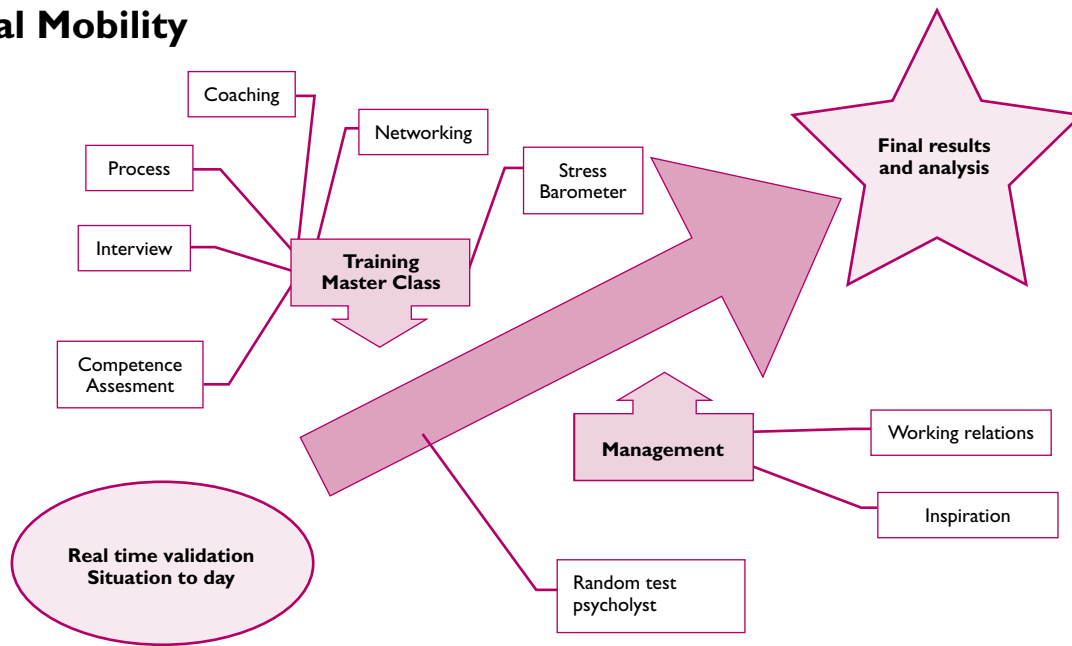 al Mobility
Coaching
Networking
Process
Stress
Barometer
Final results
and analysis
Interview
Training
Master Class
Competence
Assesment
Management
Working relations
Inspiration
Real time validation
Situation to day
Random test
psycholyst